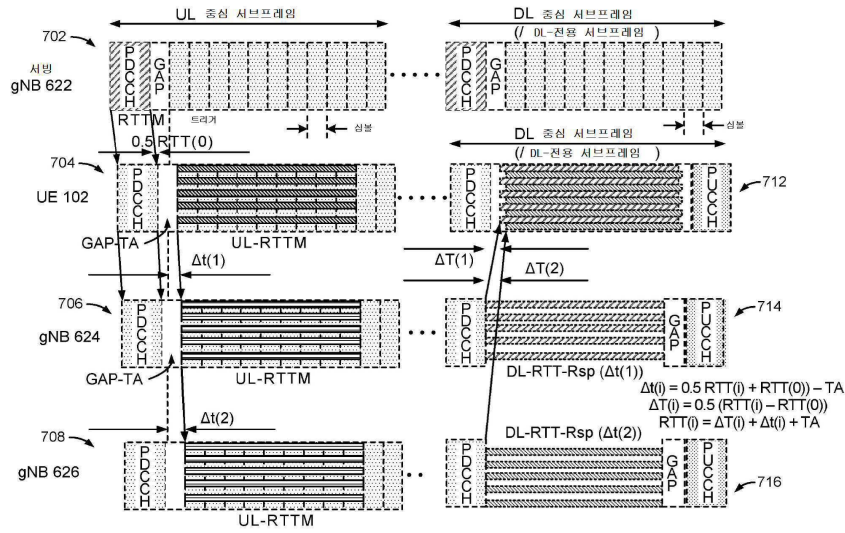 UL 중심 서브프레임
DL 중심 서브프레임
(/ DL-전용 서브프레임 )
702
서빙
gNB 622
PDCCH
GAP
PDCCH
GAP
RTTM
트리거
심볼
심볼
0.5 RTT(0)
DL 중심 서브프레임
(/ DL-전용 서브프레임 )
704
UE 102
PDCCH
PDCCH
PUCCH
712
GAP-TA
UL-RTTM
Δt(1)
ΔT(1)
ΔT(2)
706
gNB 624
PDCCH
PDCCH
GAP
PUCCH
714
GAP-TA
UL-RTTM
DL-RTT-Rsp (Δt(1))
Δt(i) = 0.5 RTT(i) + RTT(0)) – TA
ΔT(i) = 0.5 (RTT(i) – RTT(0))
RTT(i) = ΔT(i) + Δt(i) + TA
Δt(2)
DL-RTT-Rsp (Δt(2))
708
gNB 626
PDCCH
PDCCH
GAP
PUCCH
716
UL-RTTM